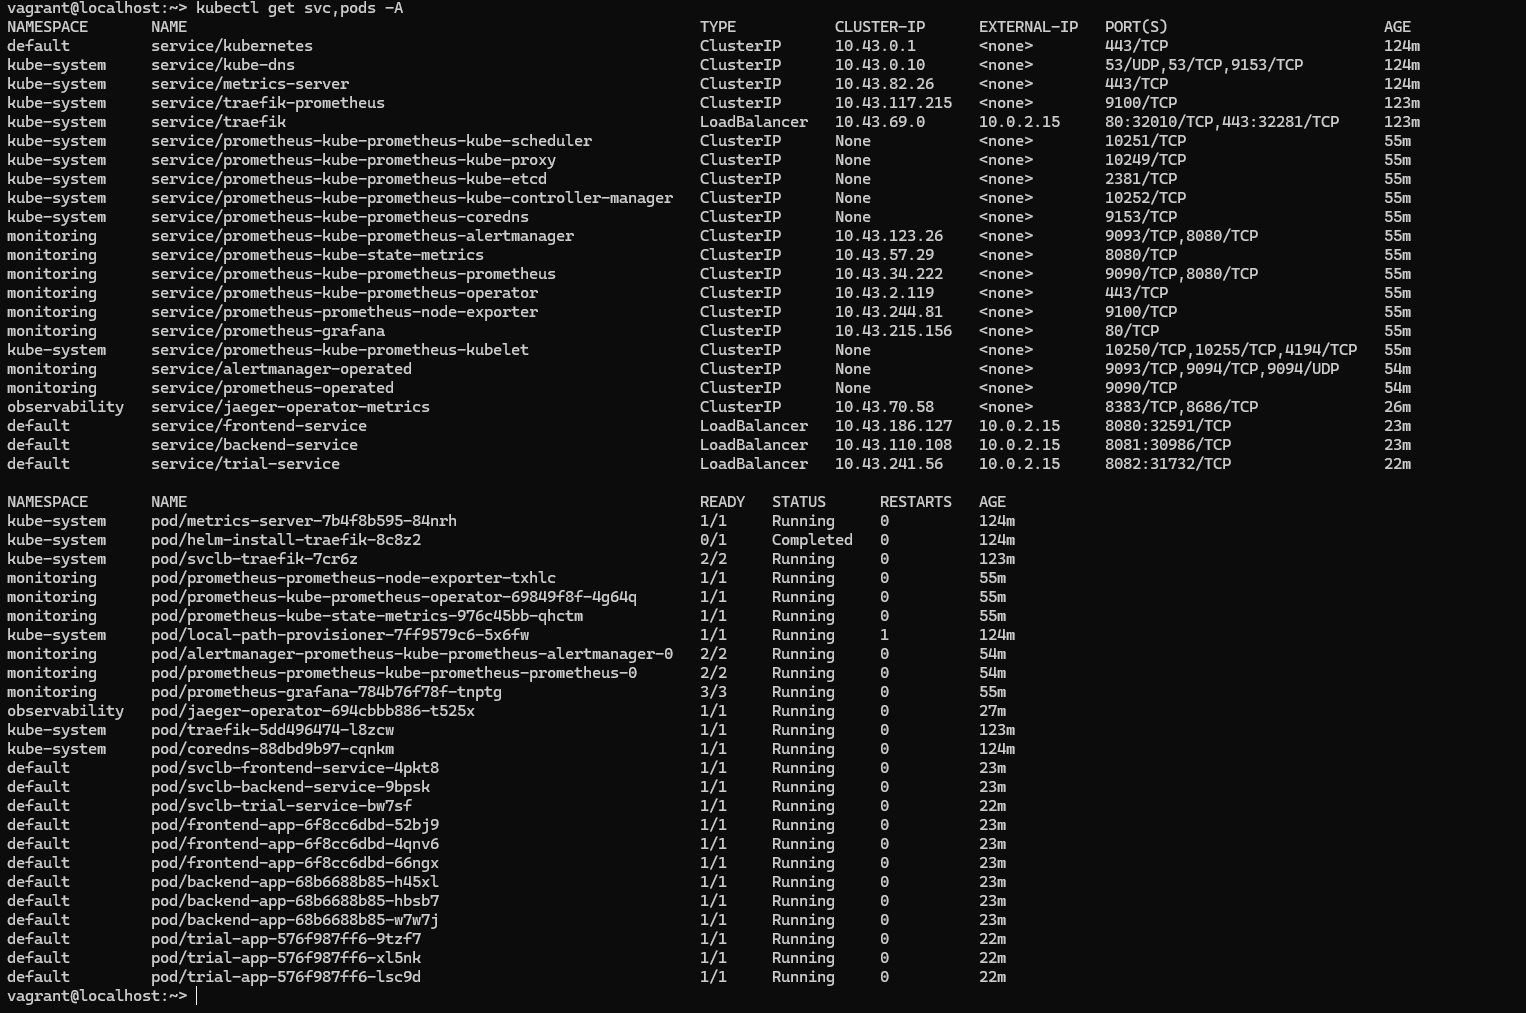 vagrant@localhost:~> kubectl get svc,pods -A
NAMESPACE NAME TYPE CLUSTER-IP EXTERNAL-IP PORT(S) AGE
default service/kubernetes ClusterIP 10.43.0.1 <none> 443/TCP 124m
kube-system service/kube-dns ClusterIP 10.43.0.10 <none> 53/UDP,53/TCP,9153/TCP 124m
kube-system service/metrics-server ClusterIP 10.43.82.26 <none> 443/TCP 124m
kube-system service/traefik-prometheus ClusterIP 10.43.117.215 <none> 9100/TCP 123m
kube-system service/traefik LoadBalancer 10.43.69.0 10.0.2.15 80:32010/TCP,443:32281/TCP 123m
kube-system service/prometheus-kube-prometheus-kube-scheduler ClusterIP None <none> 10251/TCP 55m
kube-system service/prometheus-kube-prometheus-kube-proxy ClusterIP None <none> 10249/TCP 55m
kube-system service/prometheus-kube-prometheus-kube-etcd ClusterIP None <none> 2381/TCP 55m
kube-system service/prometheus-kube-prometheus-kube-controller-manager ClusterIP None <none> 10252/TCP 55m
kube-system service/prometheus-kube-prometheus-coredns ClusterIP None <none> 9153/TCP 55m
monitoring service/prometheus-kube-prometheus-alertmanager ClusterIP 10.43.123.26 <none> 9093/TCP,8080/TCP 55m
monitoring service/prometheus-kube-state-metrics ClusterIP 10.43.57.29 <none> 8080/TCP 55m
monitoring service/prometheus-kube-prometheus-prometheus ClusterIP 10.43.34.222 <none> 9090/TCP,8080/TCP 55m
monitoring service/prometheus-kube-prometheus-operator ClusterIP 10.43.2.119 <none> 443/TCP 55m
monitoring service/prometheus-prometheus-node-exporter ClusterIP 10.43.244.81 <none> 9100/TCP 55m
monitoring service/prometheus-grafana ClusterIP 10.43.215.156 <none> 80/TCP 55m
kube-system service/prometheus-kube-prometheus-kubelet ClusterIP None <none> 10250/TCP,10255/TCP,4194/TCP 55m
monitoring service/alertmanager-operated ClusterIP None <none> 9093/TCP,9094/TCP,9094/UDP 54m
monitoring service/prometheus-operated ClusterIP None <none> 9090/TCP 54m
observability service/jaeger-operator-metrics ClusterIP 10.43.70.58 <none> 8383/TCP,8686/TCP 26m
default service/frontend-service LoadBalancer 10.43.186.127 10.0.2.15 8080:32591/TCP 23m
default service/backend-service LoadBalancer 10.43.110.108 10.0.2.15 8081:30986/TCP 23m
default service/trial-service LoadBalancer 10.43.241.56 10.0.2.15 8082:31732/TCP 22m
NAMESPACE NAME READY STATUS RESTARTS AGE
kube-system pod/metrics-server-7b4f8b595-84nrh 1/1 Running 0 124m
kube-system pod/helm-install-traefik-8c8z2 0/1 Completed 0 124m
kube-system pod/svclb-traefik-7cr6z 2/2 Running 0 123m
monitoring pod/prometheus-prometheus-node-exporter-txhlc 1/1 Running 0 55m
monitoring pod/prometheus-kube-prometheus-operator-69849f8f-4g64q 1/1 Running 0 55m
monitoring pod/prometheus-kube-state-metrics-976c45bb-qhctm 1/1 Running 0 55m
kube-system pod/local-path-provisioner-7ff9579c6-5x6fw 1/1 Running 1 124m
monitoring pod/alertmanager-prometheus-kube-prometheus-alertmanager-0 2/2 Running 0 54m
monitoring pod/prometheus-prometheus-kube-prometheus-prometheus-0 2/2 Running 0 54m
monitoring pod/prometheus-grafana-784b76f78f-tnptg 3/3 Running 0 55m
observability pod/jaeger-operator-694cbbb886-t525x 1/1 Running 0 27m
kube-system pod/traefik-5dd496474-l8zcw 1/1 Running 0 123m
kube-system pod/coredns-88dbd9b97-cqnkm 1/1 Running 0 124m
default pod/svclb-frontend-service-4pkt8 1/1 Running 0 23m
default pod/svclb-backend-service-9bpsk 1/1 Running 0 23m
default pod/svclb-trial-service-bw7sf 1/1 Running 0 22m
default pod/frontend-app-6f8cc6dbd-52bj9 1/1 Running 0 23m
default pod/frontend-app-6f8cc6dbd-4qnv6 1/1 Running 0 23m
default pod/frontend-app-6f8cc6dbd-66ngx 1/1 Running 0 23m
default pod/backend-app-68b6688b85-h45xl 1/1 Running 0 23m
default pod/backend-app-68b6688b85-hbsb7 1/1 Running 0 23m
default pod/backend-app-68b6688b85-w7w7j 1/1 Running 0 23m
default pod/trial-app-576f987ff6-9tzf7 1/1 Running 0 22m
default pod/trial-app-576f987ff6-xl5nk 1/1 Running 0 22m
default pod/trial-app-576f987ff6-lsc9d 1/1 Running 0 22m
vagrant@localhost:~>